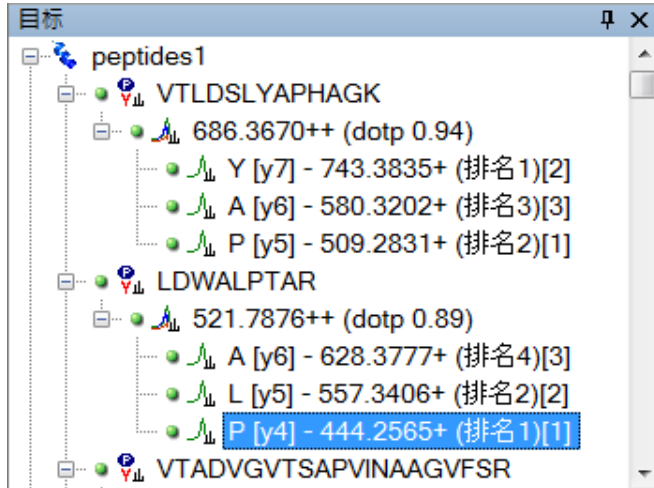 目标
peptides1
VTLDSLYAPHAGK
686.3670++ (dotp 0.94)
Y [y7] - 743.3835+ (排名1)[2]
A [y6] - 580.3202+ (排名3)[3]
P [y5] - 509.2831+ (排名2)[1]
LDWALPTAR
521.7876++ (dotp 0.89)
A [y6] - 628.3777+ (排名4)[3]
L [y5] - 557.3406+ (排名2)[2]
P [y4] - 444.2565+ (排名1)[1]
VTADVGVTSAPVINAAGVFSR